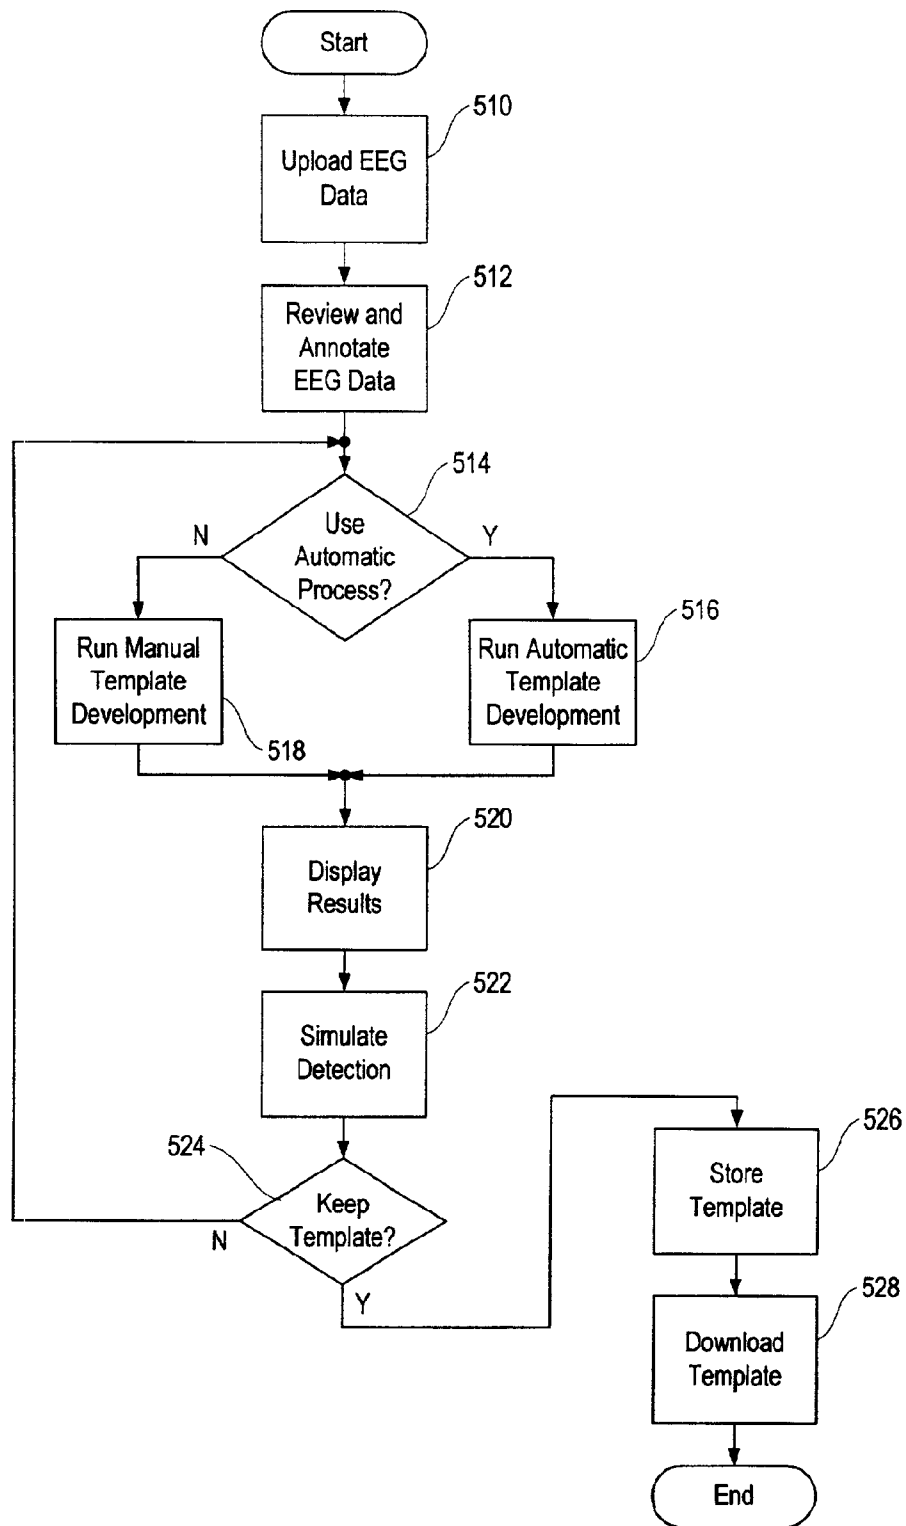 Start
510
Upload EEG
Data
512
Review and
Annotate
EEG Data
514
Use
Automatic
Process?
N
Y
516
Run Manual
Template
Development
518
Run Automatic
Template
Development
520
Display
Results
522
Simulate
Detection
524
Keep
Template?
N
Y
526
Store
Template
528
Download
Template
End